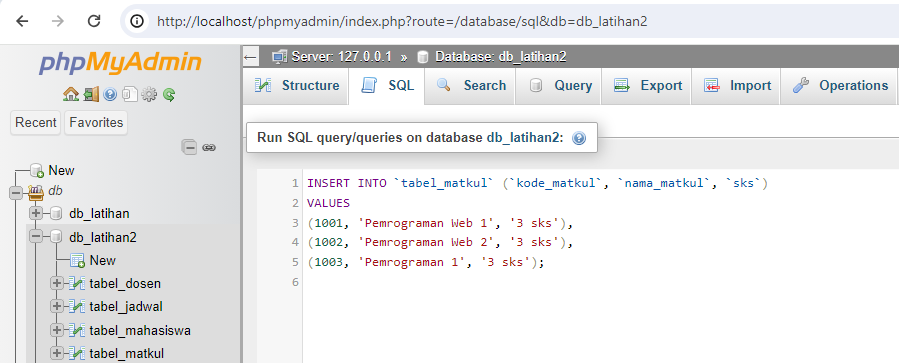 http://localhost/phpmyadmin/index.php?route=/database/sql&db=db_latihan2
phpMyAdmin
Recent Favorites
New
db
db_latihan
db_latihan2
New
tabel_dosen
tabel_jadwal
tabel_mahasiswa
tabel_matkul
Server: 127.0.0.1 » Database: db_latihan2
Structure SQL Search Query Export Import Operations
Run SQL query/queries on database db_latihan2:
1 INSERT INTO `tabel_matkul` (`kode_matkul`, `nama_matkul`, `sks`)
2 VALUES
3 (1001, 'Pemrograman Web 1', '3 sks'),
4 (1002, 'Pemrograman Web 2', '3 sks'),
5 (1003, 'Pemrograman 1', '3 sks');
6